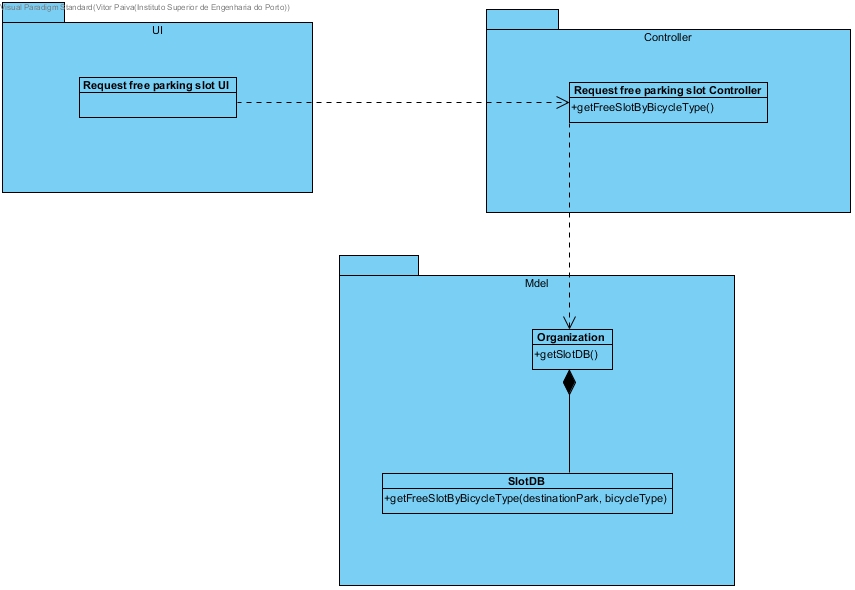 Visual Paradigm Standard(Vitor Paiva(Instituto Superior de Engenharia do Porto))
UI
Request free parking slot UI
Controller
Request free parking slot Controller
+getFreeSlotByBicycleType()
Mdel
Organization
+getSlotDB()
SlotDB
+getFreeSlotByBicycleType(destinationPark, bicycleType)